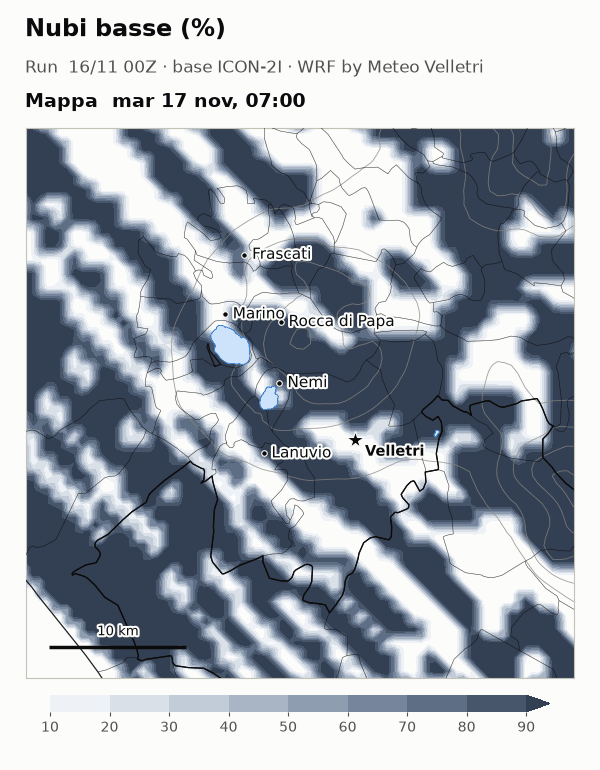 Nubi basse (%)
Run  16/11 00Z · base ICON-2I · WRF by Meteo Velletri
Mappa  mar 17 nov, 07:00
Frascati
Marino
Rocca di Papa
Nemi
Lanuvio
Velletri
10 km
10 20 30 40 50 60 70 80 90